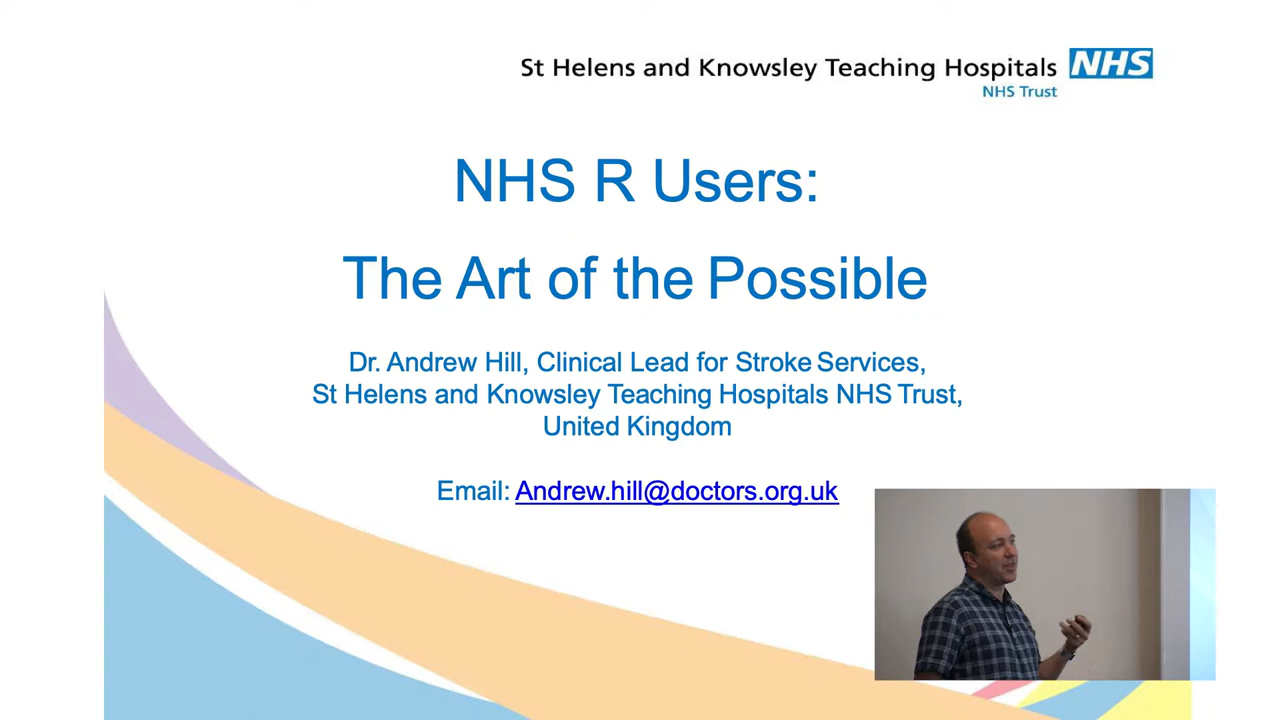 St Helens and Knowsley Teaching Hospitals NHS
NHS Trust
NHS R Users:
The Art of the Possible
Dr. Andrew Hill, Clinical Lead for Stroke Services,
St Helens and Knowsley Teaching Hospitals NHS Trust,
United Kingdom
Email: Andrew.hill@doctors.org.uk